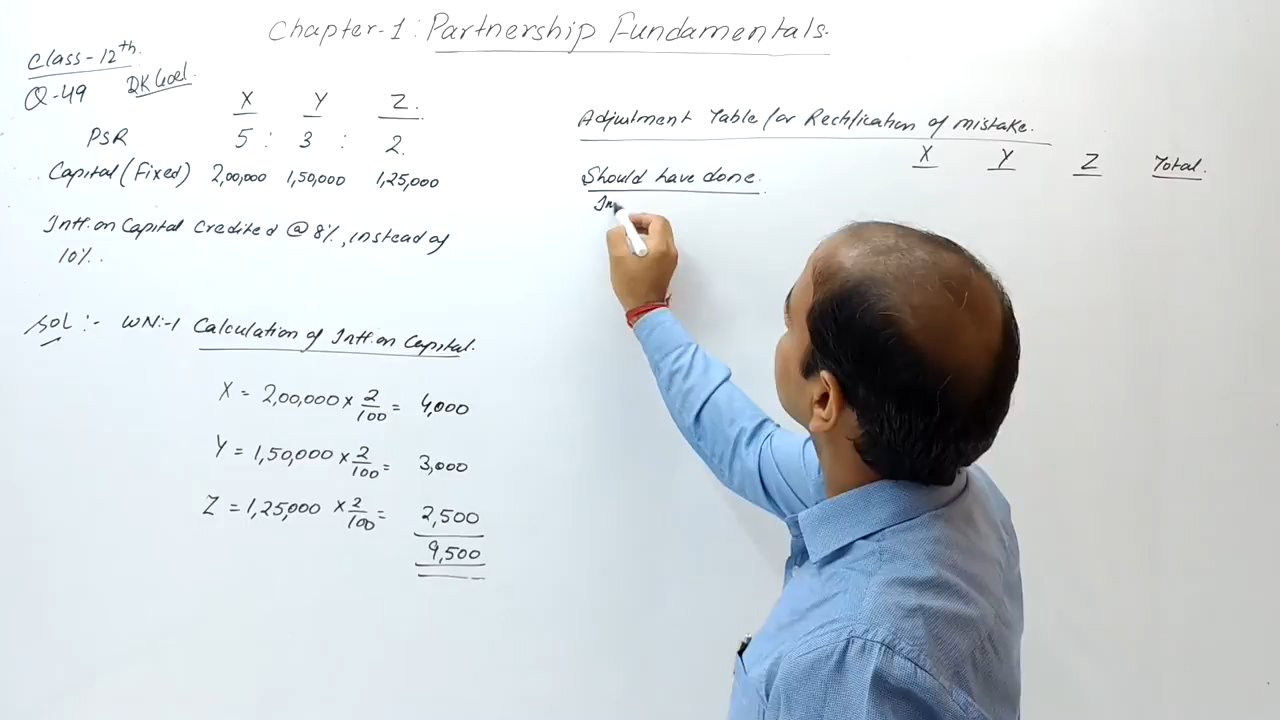 Chapter-1: Partnership Fundamentals.
Class-12th.
Q-49 DK Goel.
X Y Z.
PSR 5 : 3 : 2.
Capital (Fixed) 2,00,000 1,50,000 1,25,000
Intt. on Capital Credited @ 8%, instead of
10%.
Sol :- WN:-1 Calculation of Intt. on Capital.
X = 2,00,000 x 2/100 = 4,000
Y = 1,50,000 x 2/100 = 3,000
Z = 1,25,000 x 2/100 = 2,500
9,500
Adjustment Table for Rectification of mistake.
X Y Z Total.
Should have done.
In